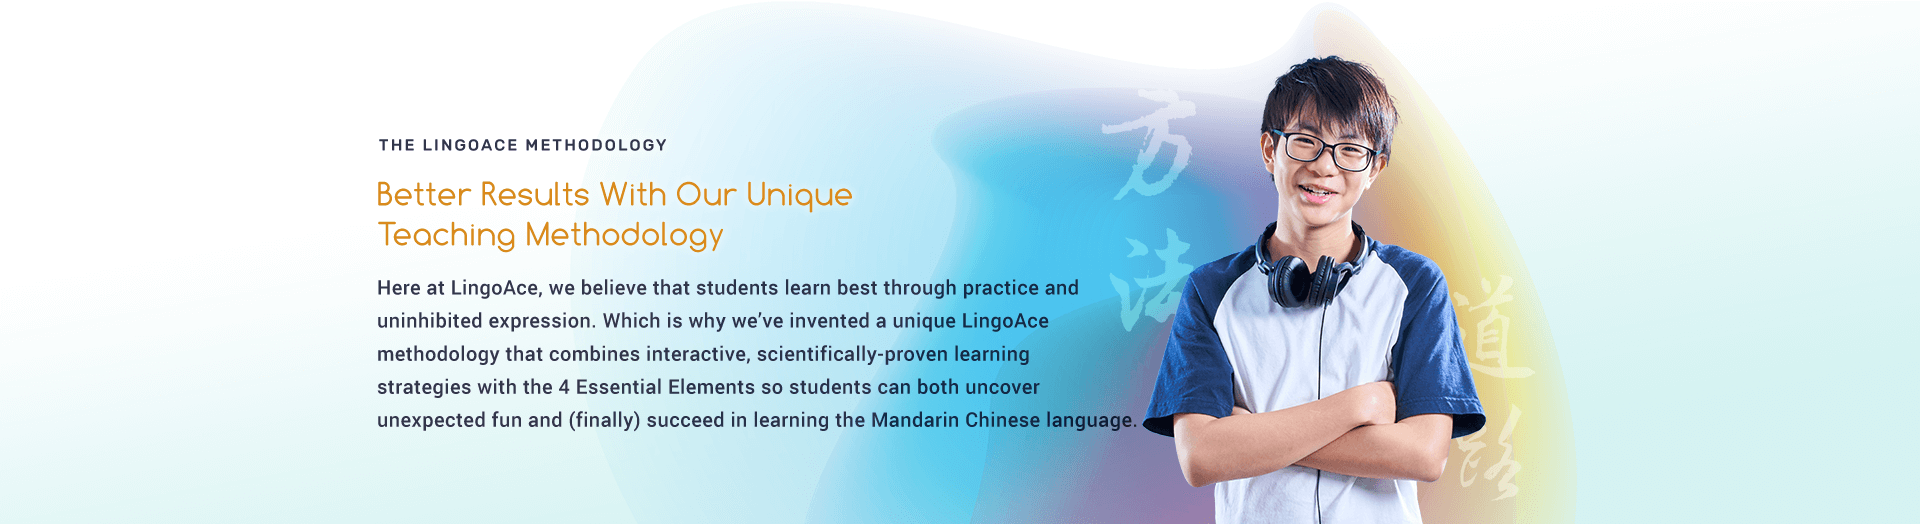 THE LINGOACE METHODOLOGY
Better Results With Our Unique
Teaching Methodology
Here at LingoAce, we believe that students learn best through practice and
uninhibited expression. Which is why we’ve invented a unique LingoAce
methodology that combines interactive, scientifically-proven learning
strategies with the 4 Essential Elements so students can both uncover
unexpected fun and (finally) succeed in learning the Mandarin Chinese language.
方法
道路